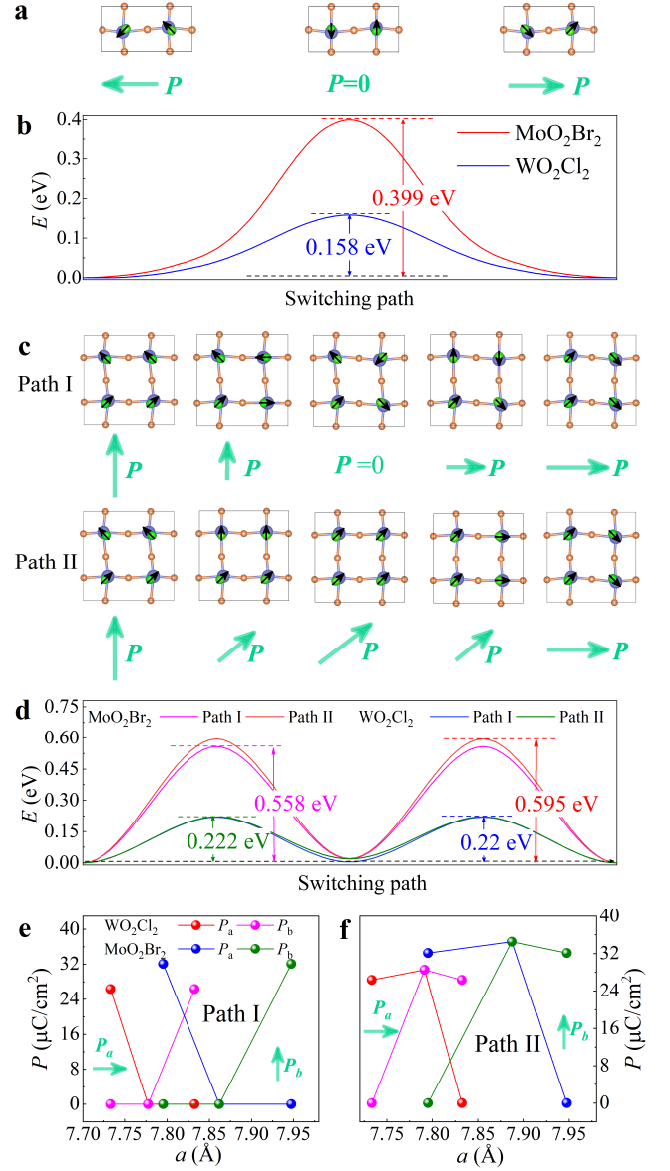 a
P P=0 P
b
0.4
0.2
0.1
0.0
E (eV)
MoO2Br2
WO2Cl2
0.399 eV
0.158 eV
Switching path
c
Path I
P P P=0 P P
Path II
P P P P P
d
0.75
0.60
0.45
0.30
0.15
0.00
E (eV)
MoO₂Br₂ Path I Path II WO₂Cl₂ Path I Path II
0.558 eV
0.595 eV
0.222 eV
0.22 eV
Switching path
e
40
32
24
16
8
0
P (μC/cm²)
WO₂Cl₂ Pa Pb
MoO₂Br₂ Pa Pb
Path I
Pa
Pb
7.70 7.75 7.80 7.85 7.90 7.95
a (Å)
f
Pa
Pb
Path II
7.75 7.80 7.85 7.90 7.95
a (Å)
40
32
24
16
8
0
P (μC/cm²)